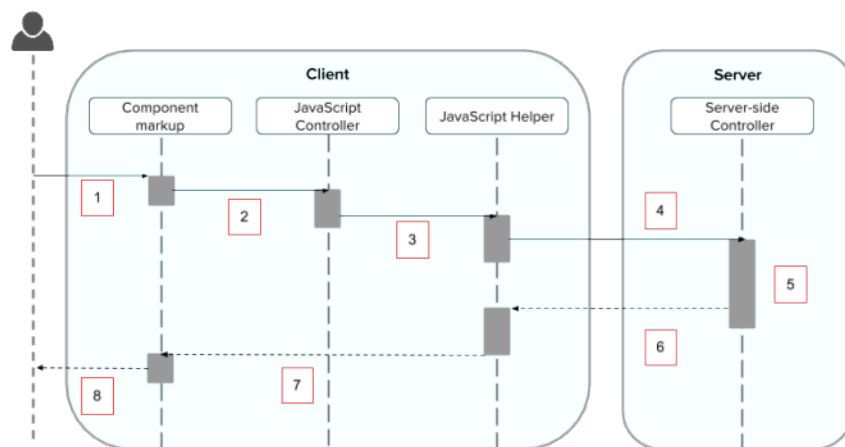 Client
Server
Component
markup
JavaScript
Controller
JavaScript Helper
Server-side
Controller
1
2
3
4
5
6
7
8